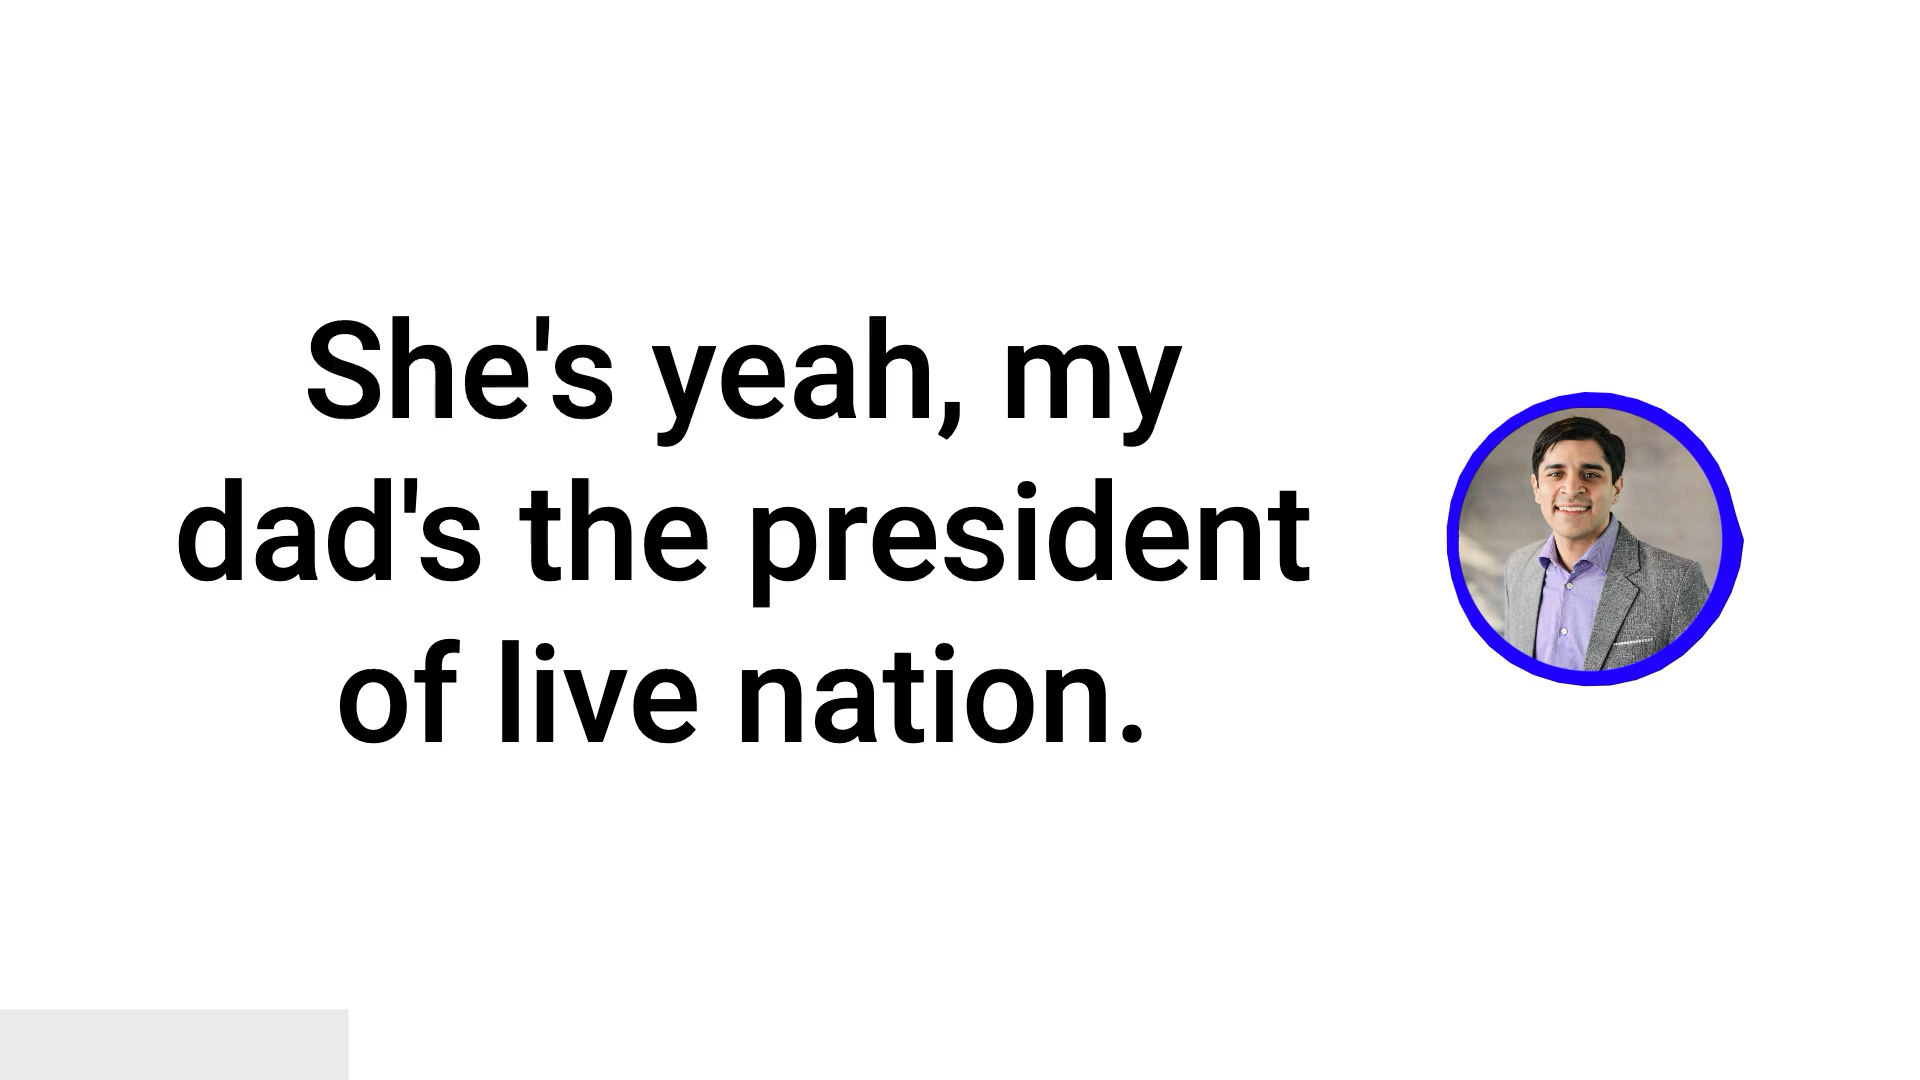 She's yeah, my
dad's the president
of live nation.